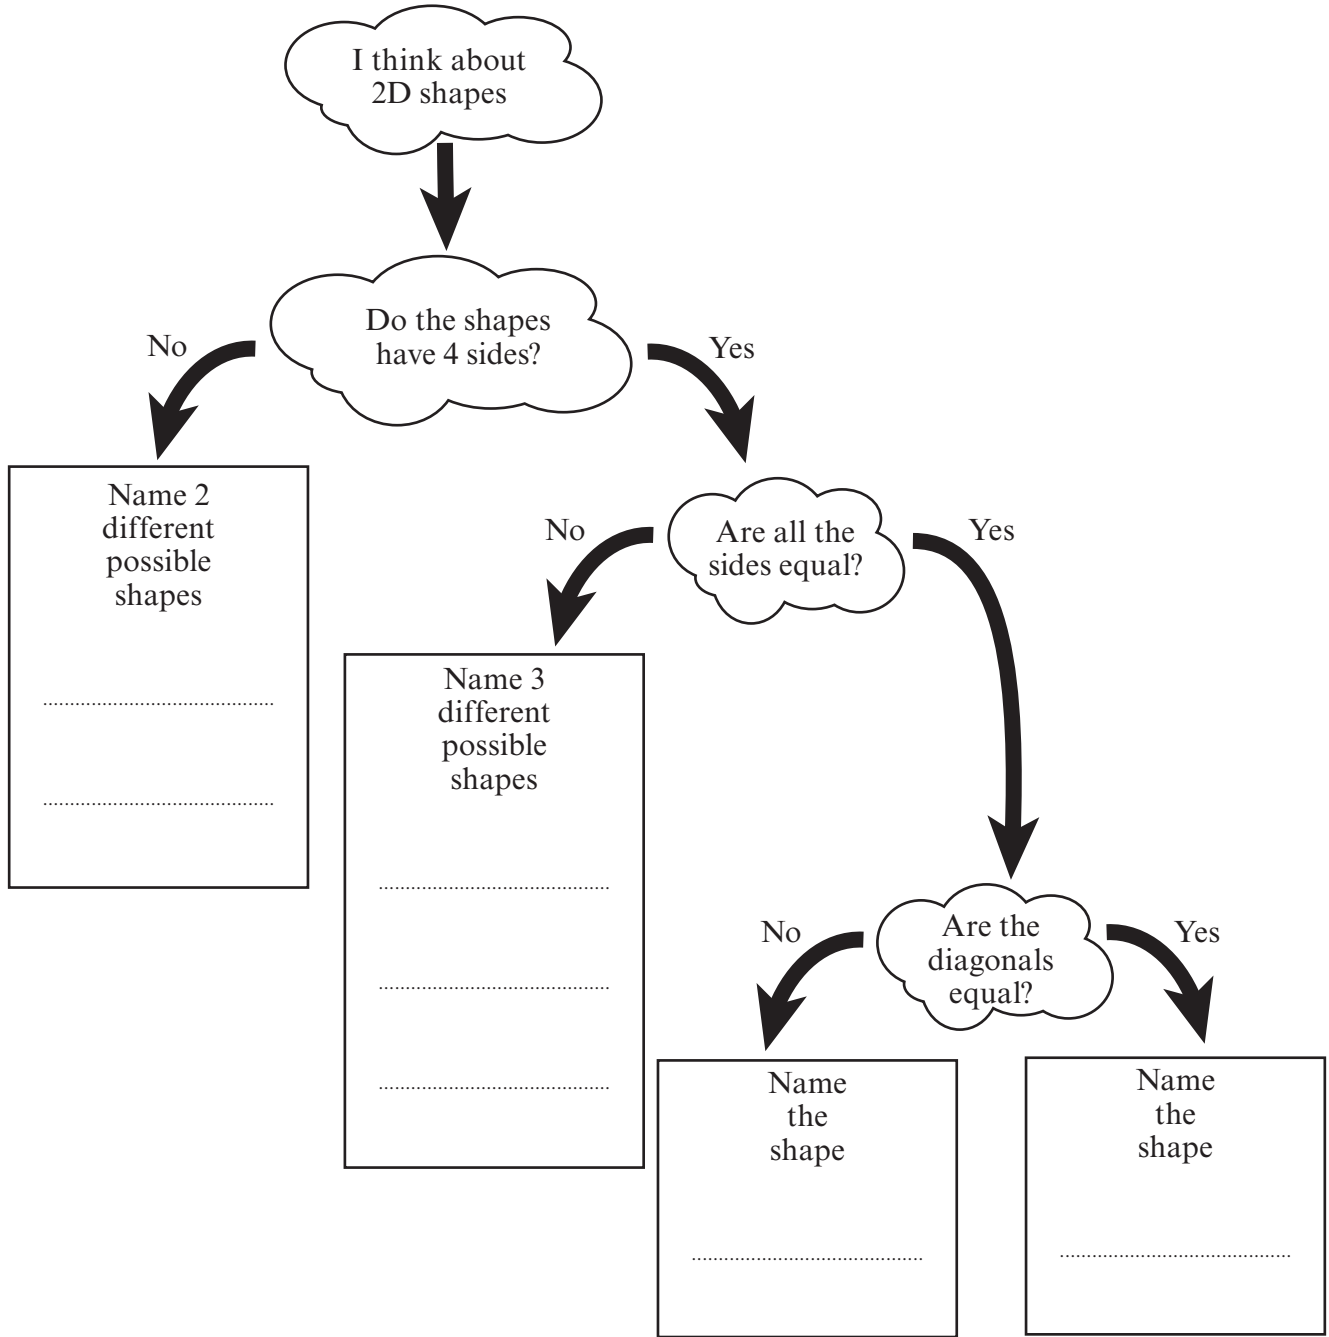 I think about
2D shapes
Do the shapes
have 4 sides?
No
Yes
Name 2
different
possible
shapes
Are all the
sides equal?
No
Yes
Name 3
different
possible
shapes
Are the
diagonals
equal?
No
Yes
Name
the
shape
Name
the
shape